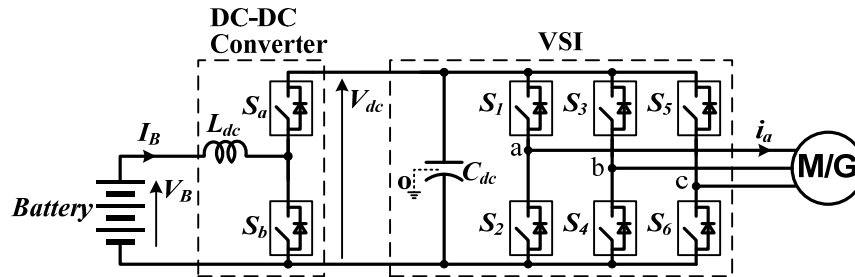 DC-DC
Converter
VSI
S_a
S_1
S_3
S_5
V_dc
I_B
L_dc
i_a
a
b
c
o
C_dc
M/G
V_B
Battery
S_b
S_2
S_4
S_6